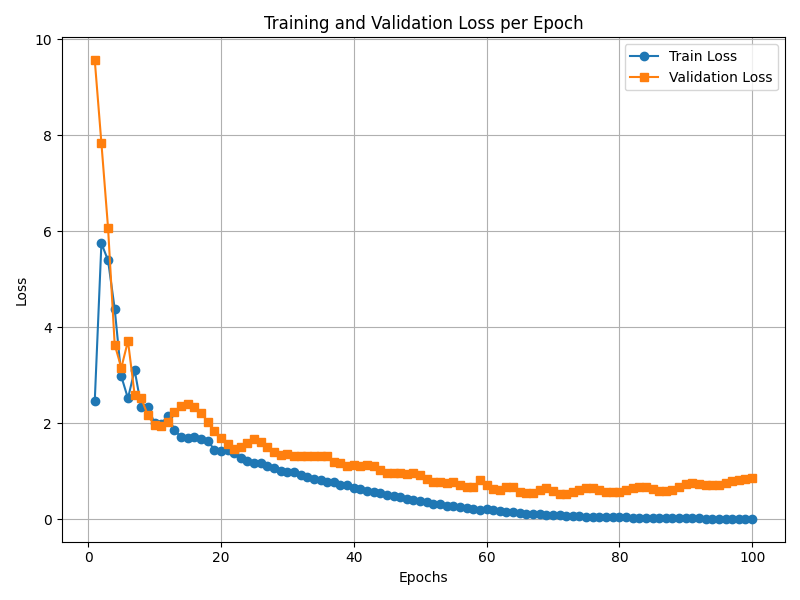 Training and Validation Loss per Epoch
Train Loss
Validation Loss
10
8
6
4
2
0
Loss
0 20 40 60 80 100
Epochs